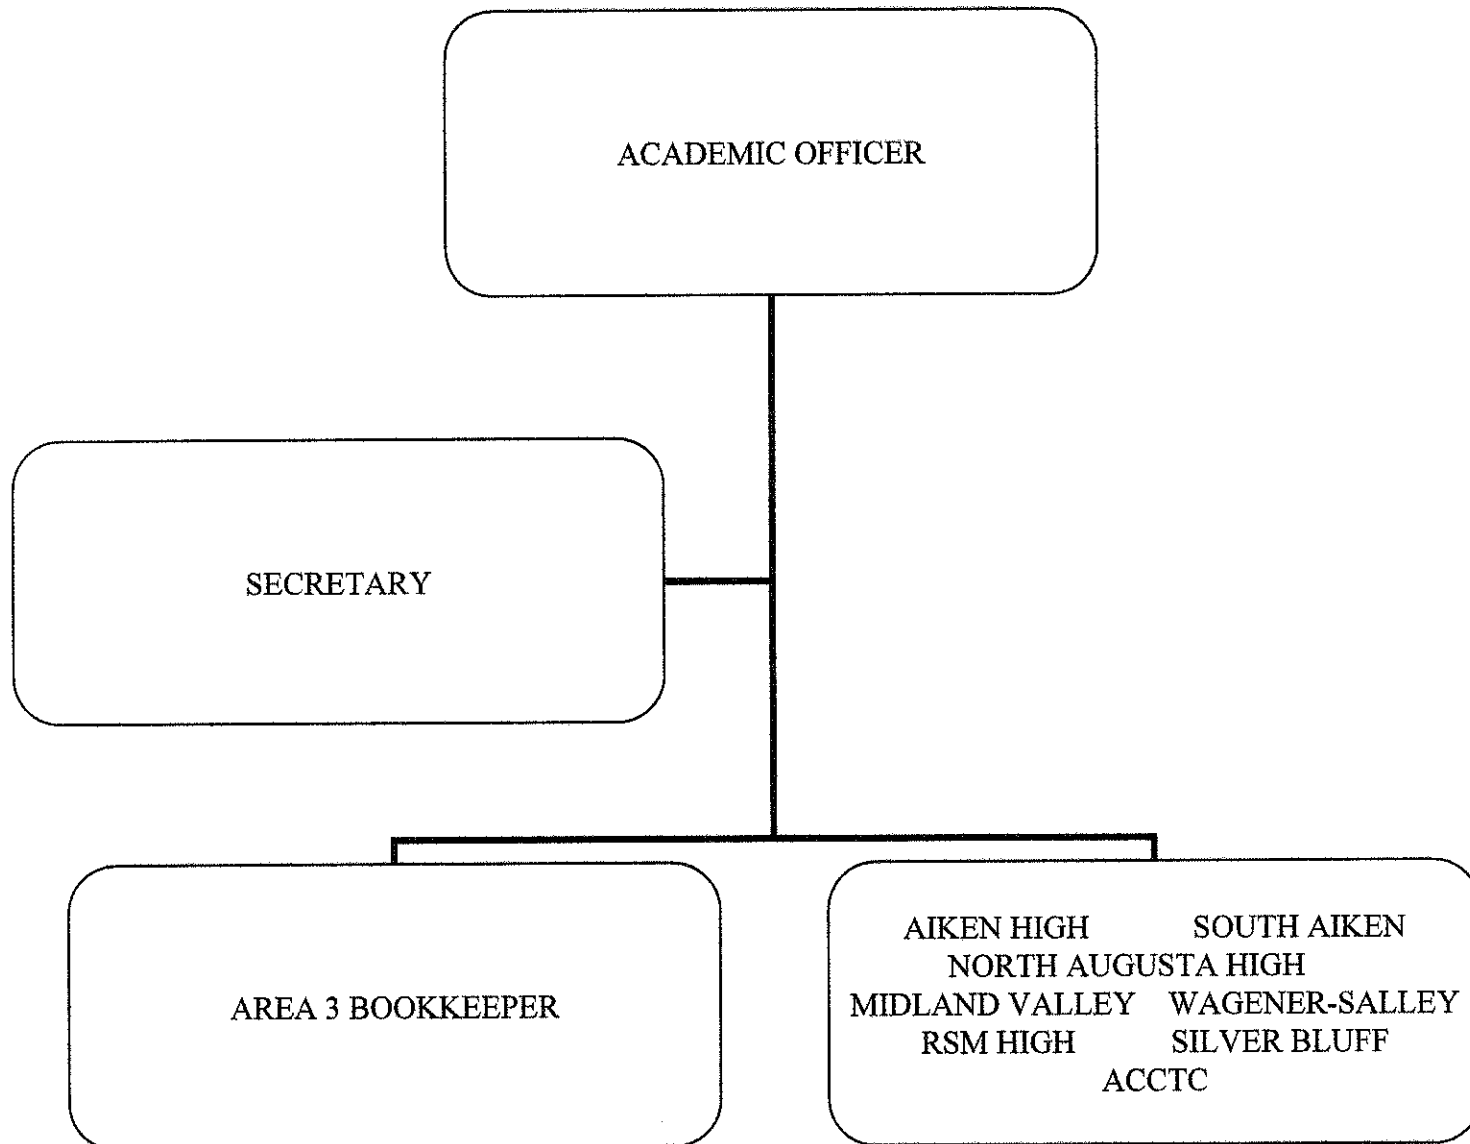 ACADEMIC OFFICER
SECRETARY
AREA 3 BOOKKEEPER
AIKEN HIGH SOUTH AIKEN
NORTH AUGUSTA HIGH
MIDLAND VALLEY WAGENER-SALLEY
RSM HIGH SILVER BLUFF
ACCTC